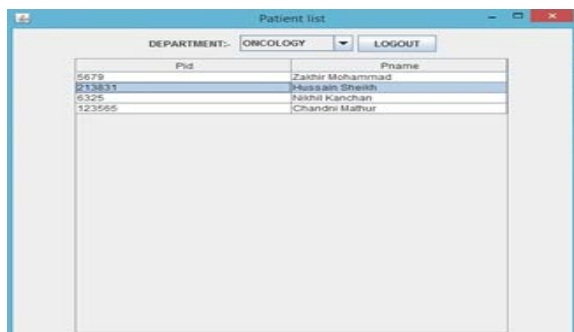 Patient list
DEPARTMENT:- ONCOLOGY LOGOUT
Pid Pname
5679 Zakhir Mohammad
213831 Hussain Sheikh
6325 Nikhil Kanchan
123565 Chandni Mathur